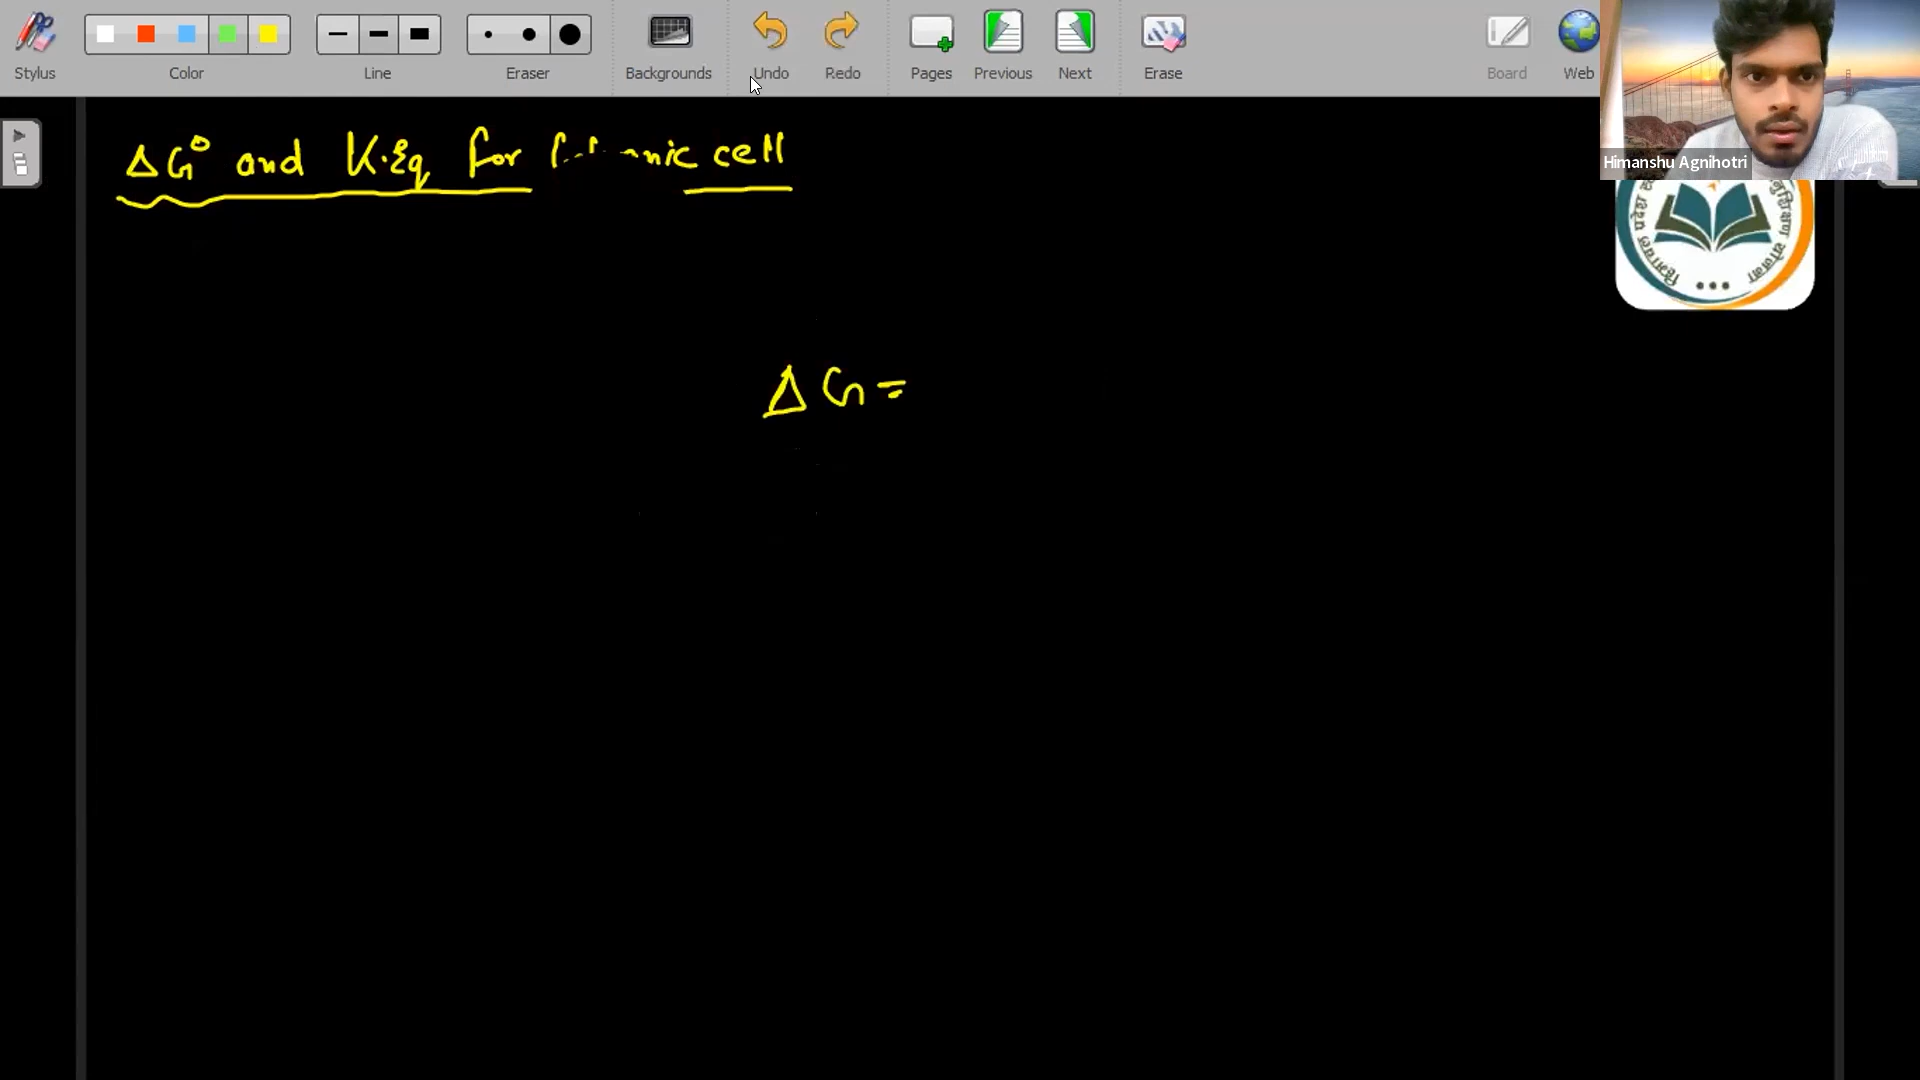 Stylus
Color
Line
Eraser
Backgrounds
Undo
Redo
Pages
Previous
Next
Erase
Board
Web
Himanshu Agnihotri
ΔG° and K.Eq for cell
ΔG =